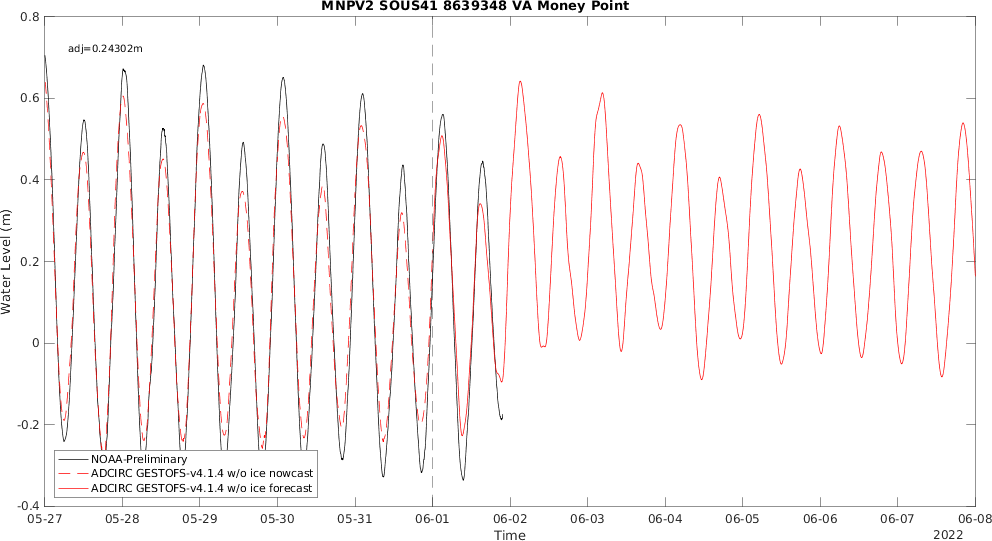 MNPV2 SOUS41 8639348 VA Money Point
adj=0.24302m
0.8
0.6
0.4
0.2
0
-0.2
-0.4
Water Level (m)
NOAA-Preliminary
ADCIRC GESTOFS-v4.1.4 w/o ice nowcast
ADCIRC GESTOFS-v4.1.4 w/o ice forecast
05-27 05-28 05-29 05-30 05-31 06-01 06-02 06-03 06-04 06-05 06-06 06-07 06-08
Time
2022